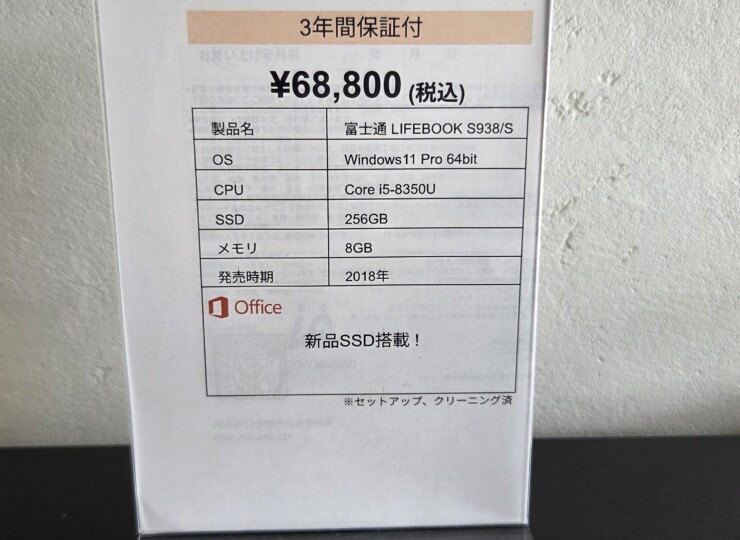 3年間保証付
¥68,800 (税込)
製品名 富士通 LIFEBOOK S938/S
OS Windows11 Pro 64bit
CPU Core i5-8350U
SSD 256GB
メモリ 8GB
発売時期 2018年
Office
新品SSD搭載！
※セットアップ、クリーニング済